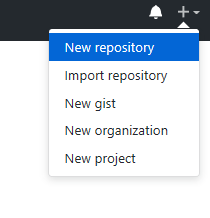 New repository
Import repository
New gist
New organization
New project